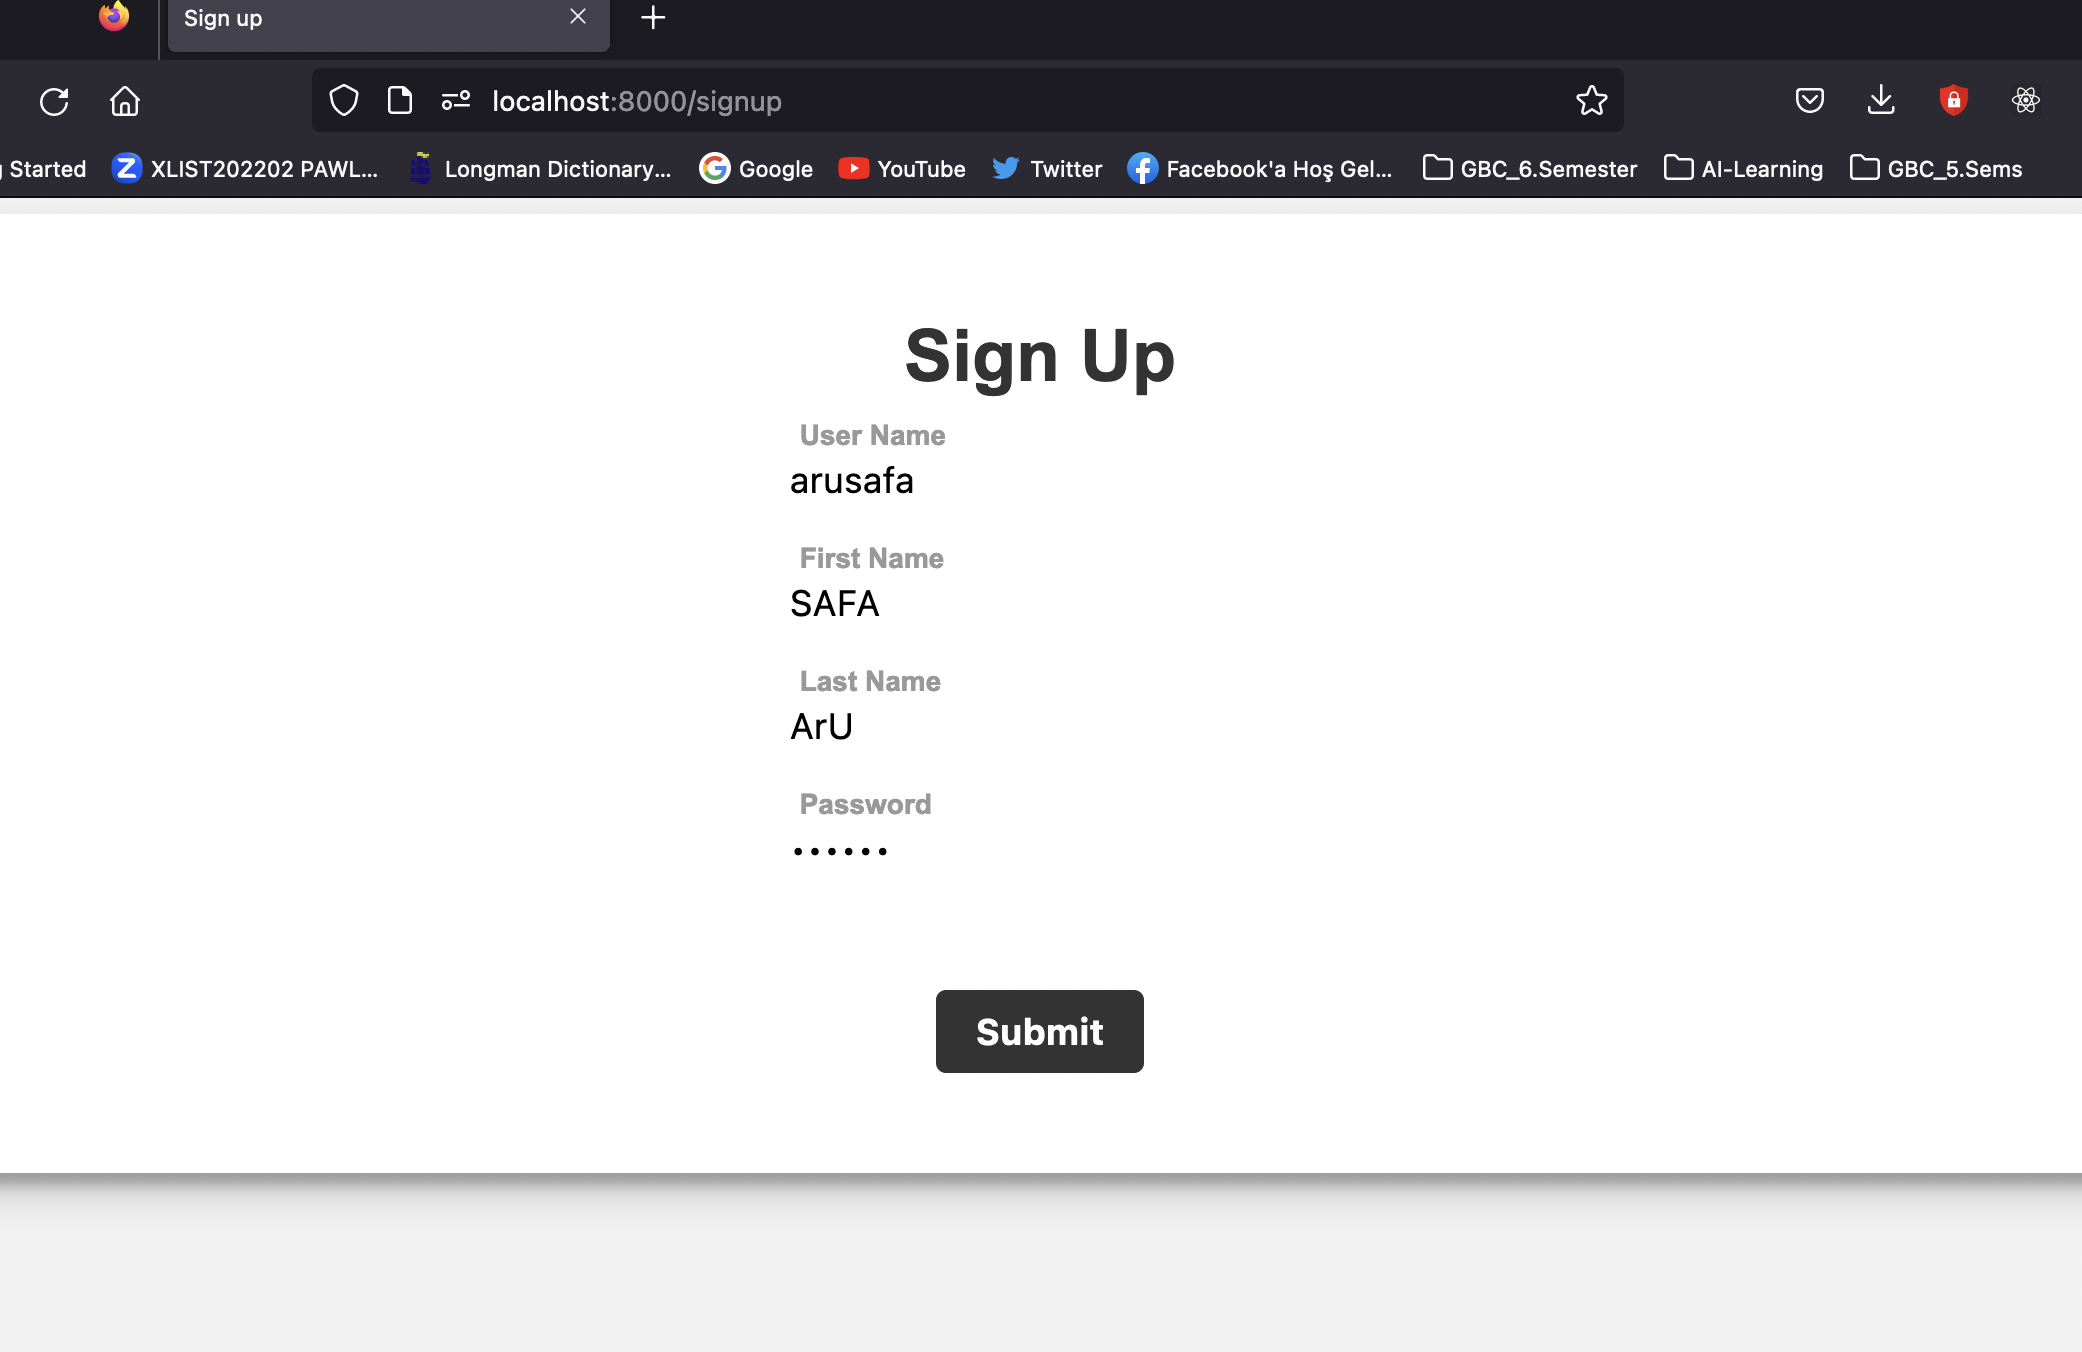 Sign up
localhost:8000/signup
Started
XLIST202202 PAWL...
Longman Dictionary...
Google
YouTube
Twitter
Facebook'a Hoş Gel...
GBC_6.Semester
AI-Learning
GBC_5.Sems
Sign Up
User Name
arusafa
First Name
SAFA
Last Name
ArU
Password
••••••
Submit